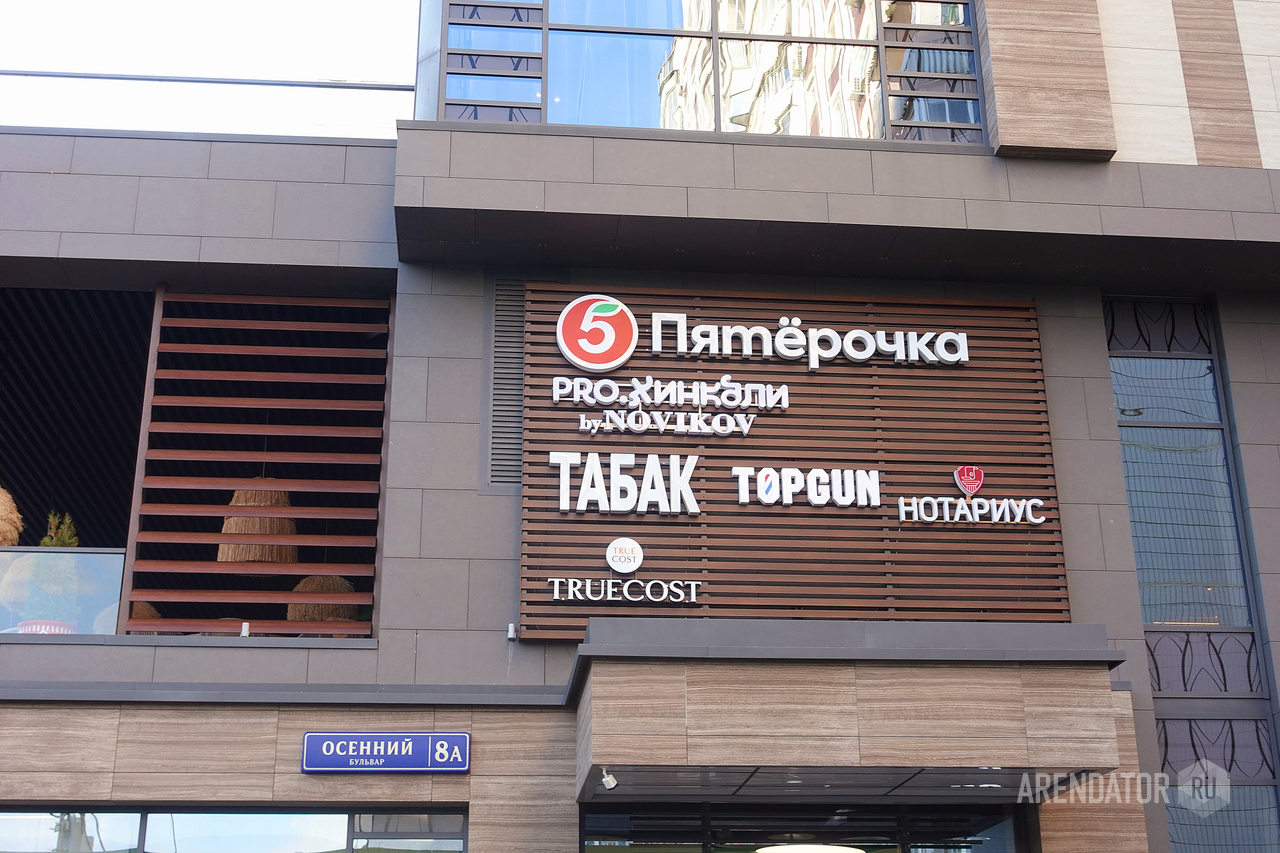 5 Пятёрочка
PRO.ХИНКАЛИ
by NOVIKOV
ТАБАК
TOPGUN
НОТАРИУС
TRUE
COST
TRUECOST
ОСЕННИЙ
БУЛЬВАР
8А
ARENDATOR RU